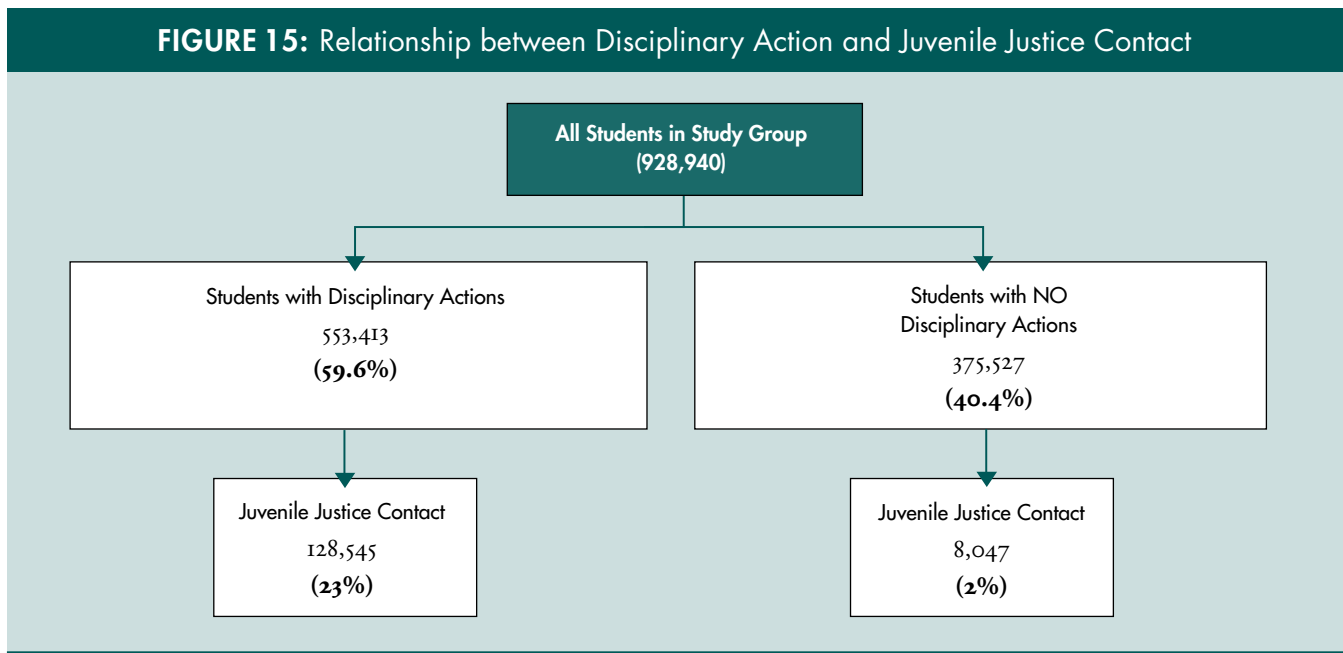 FIGURE 15: Relationship between Disciplinary Action and Juvenile Justice Contact
All Students in Study Group
(928,940)
Students with Disciplinary Actions
553,413
(59.6%)
Students with NO
Disciplinary Actions
375,527
(40.4%)
Juvenile Justice Contact
128,545
(23%)
Juvenile Justice Contact
8,047
(2%)